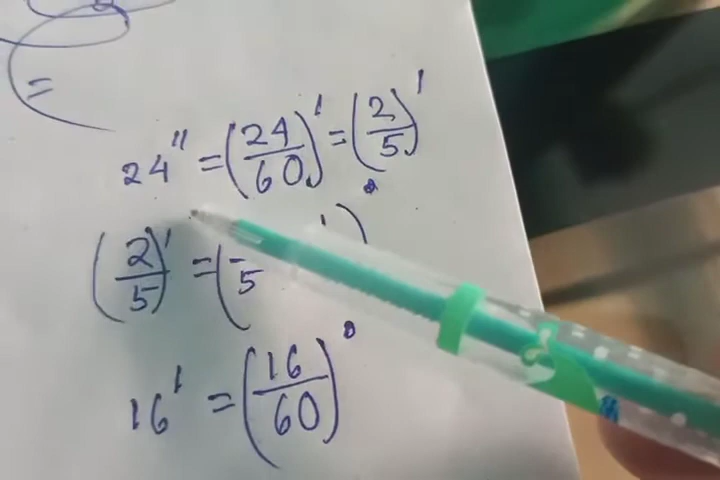 =
24" = (24/60)' = (2/5)'
(2/5)' = ( /5 ' )°
16' = (16/60)°